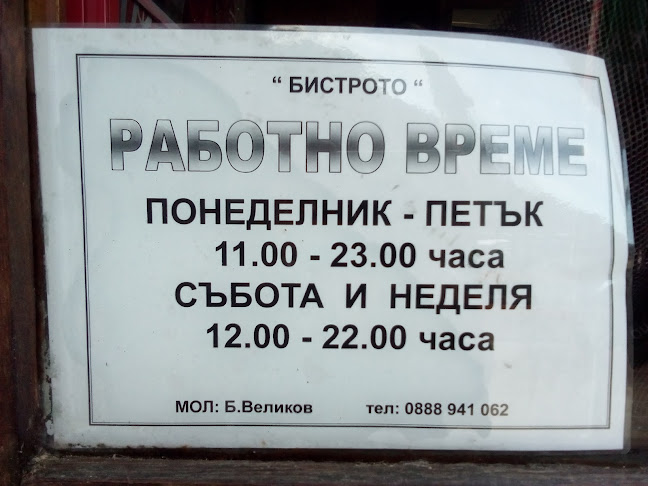 “ БИСТРОТО “
РАБОТНО ВРЕМЕ
ПОНЕДЕЛНИК - ПЕТЪК
11.00 - 23.00 часа
СЪБОТА И НЕДЕЛЯ
12.00 - 22.00 часа
МОЛ: Б.Великов тел: 0888 941 062